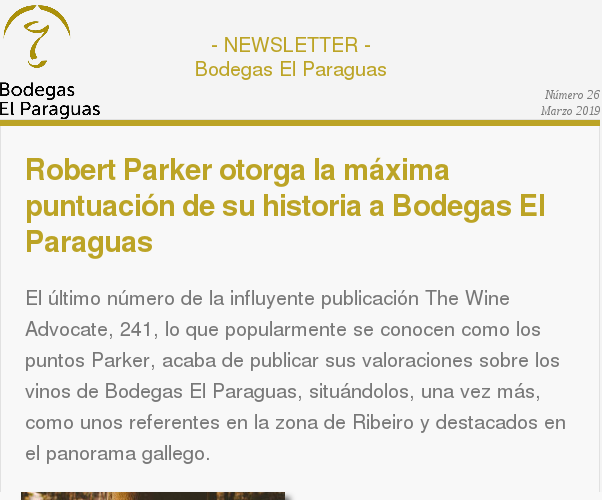 - NEWSLETTER -
Bodegas El Paraguas
Bodegas
El Paraguas
Número 26
Marzo 2019
Robert Parker otorga la máxima
puntuación de su historia a Bodegas El
Paraguas
El último número de la influyente publicación The Wine
Advocate, 241, lo que popularmente se conocen como los
puntos Parker, acaba de publicar sus valoraciones sobre los
vinos de Bodegas El Paraguas, situándolos, una vez más,
como unos referentes en la zona de Ribeiro y destacados en
el panorama gallego.